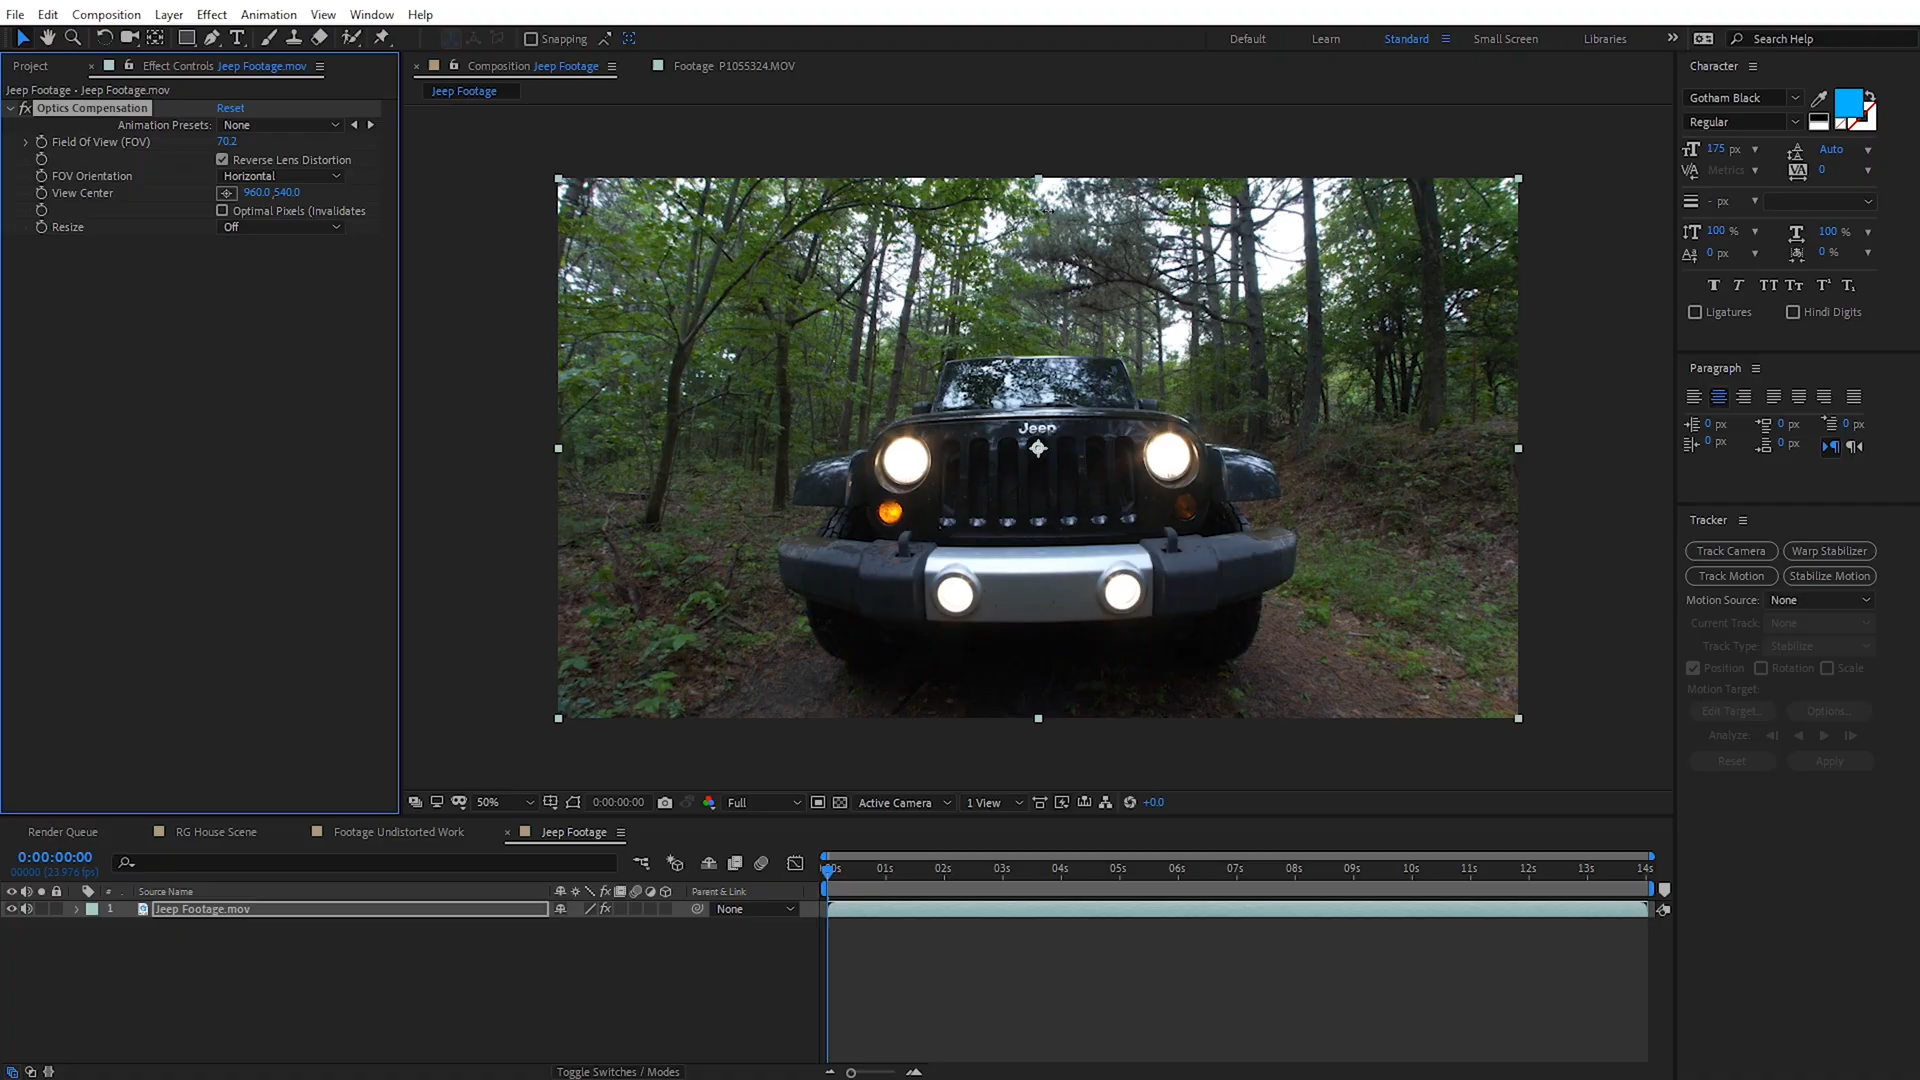 File Edit Composition Layer Effect Animation View Window Help
Snapping
Default Learn Standard Small Screen Libraries Search Help
Project Effect Controls Jeep Footage.mov
Composition Jeep Footage Footage P1055324.MOV
Jeep Footage • Jeep Footage.mov
Jeep Footage
fx Optics Compensation Reset
Animation Presets: None
Field Of View (FOV) 70.2
Reverse Lens Distortion
FOV Orientation Horizontal
View Center 960.0,540.0
Optimal Pixels (Invalidates
Resize Off
Jeep
50% 0:00:00:00 Full Active Camera 1 View +0.0
Character
Gotham Black
Regular
175 px Auto
Metrics 0
- px
100 % 100 %
0 px 0 %
Ligatures Hindi Digits
Paragraph
0 px 0 px 0 px
0 px 0 px
Tracker
Track Camera Warp Stabilizer
Track Motion Stabilize Motion
Motion Source: None
Current Track: None
Track Type: Stabilize
Position Rotation Scale
Motion Target:
Edit Target... Options...
Analyze:
Reset Apply
Render Queue RG House Scene Footage Undistorted Work Jeep Footage
0:00:00:00
00000 (23.976 fps)
# Source Name fx Parent & Link
1 Jeep Footage.mov fx None
00s 01s 02s 03s 04s 05s 06s 07s 08s 09s 10s 11s 12s 13s 14s
Toggle Switches / Modes